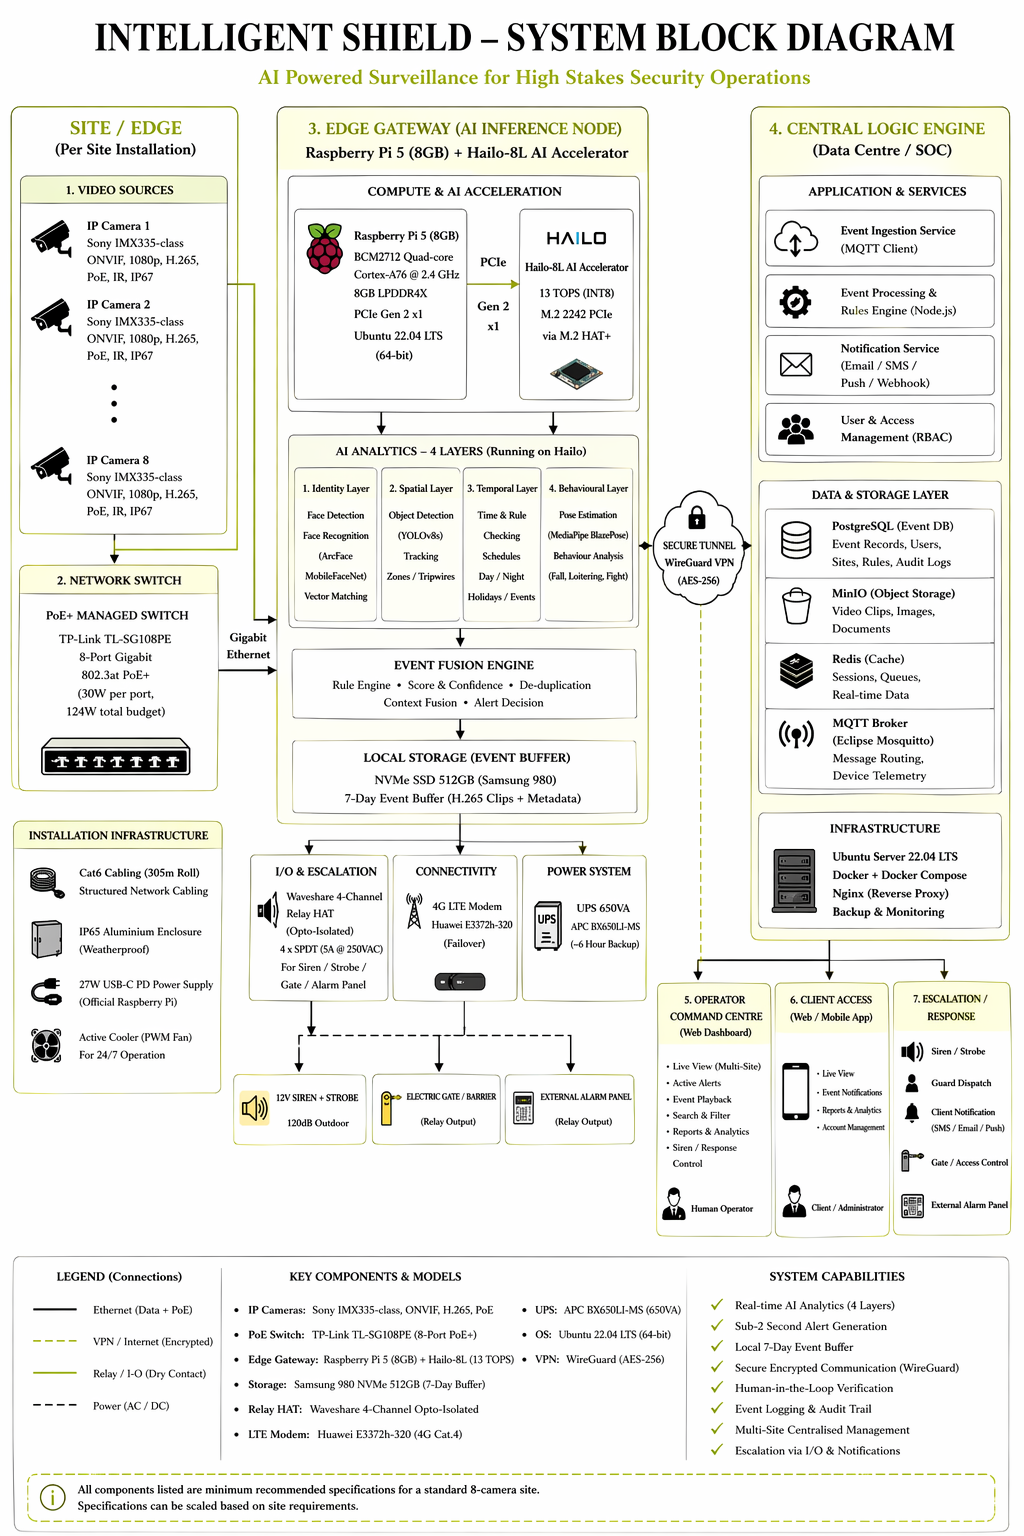 INTELLIGENT SHIELD – SYSTEM BLOCK DIAGRAM
AI Powered Surveillance for High Stakes Security Operations
SITE / EDGE
(Per Site Installation)
1. VIDEO SOURCES
IP Camera 1
Sony IMX335-class
ONVIF, 1080p, H.265,
PoE, IR, IP67
IP Camera 2
Sony IMX335-class
ONVIF, 1080p, H.265,
PoE, IR, IP67
IP Camera 8
Sony IMX335-class
ONVIF, 1080p, H.265,
PoE, IR, IP67
2. NETWORK SWITCH
PoE+ MANAGED SWITCH
TP-Link TL-SG108PE
8-Port Gigabit
802.3at PoE+
(30W per port,
124W total budget)
Gigabit
Ethernet
INSTALLATION INFRASTRUCTURE
Cat6 Cabling (305m Roll)
Structured Network Cabling
IP65 Aluminium Enclosure
(Weatherproof)
27W USB-C PD Power Supply
(Official Raspberry Pi)
Active Cooler (PWM Fan)
For 24/7 Operation
3. EDGE GATEWAY (AI INFERENCE NODE)
Raspberry Pi 5 (8GB) + Hailo-8L AI Accelerator
COMPUTE & AI ACCELERATION
Raspberry Pi 5 (8GB)
BCM2712 Quad-core
Cortex-A76 @ 2.4 GHz
8GB LPDDR4X
PCIe Gen 2 x1
Ubuntu 22.04 LTS
(64-bit)
PCIe
Gen 2
x1
HAILO
Hailo-8L AI Accelerator
13 TOPS (INT8)
M.2 2242 PCIe
via M.2 HAT+
AI ANALYTICS – 4 LAYERS (Running on Hailo)
1. Identity Layer
Face Detection
Face Recognition
(ArcFace
MobileFaceNet)
Vector Matching
2. Spatial Layer
Object Detection
(YOLOv8s)
Tracking
Zones / Tripwires
3. Temporal Layer
Time & Rule
Checking
Schedules
Day / Night
Holidays / Events
4. Behavioural Layer
Pose Estimation
(MediaPipe BlazePose)
Behaviour Analysis
(Fall, Loitering, Fight)
EVENT FUSION ENGINE
Rule Engine • Score & Confidence • De-duplication
Context Fusion • Alert Decision
LOCAL STORAGE (EVENT BUFFER)
NVMe SSD 512GB (Samsung 980)
7-Day Event Buffer (H.265 Clips + Metadata)
I/O & ESCALATION
Waveshare 4-Channel
Relay HAT
(Opto-Isolated)
4 x SPDT (5A @ 250VAC)
For Siren / Strobe /
Gate / Alarm Panel
CONNECTIVITY
4G LTE Modem
Huawei E3372h-320
(Failover)
POWER SYSTEM
UPS
UPS 650VA
APC BX650LI-MS
(~6 Hour Backup)
12V SIREN + STROBE
120dB Outdoor
ELECTRIC GATE / BARRIER
(Relay Output)
EXTERNAL ALARM PANEL
(Relay Output)
SECURE TUNNEL
WireGuard VPN
(AES-256)
4. CENTRAL LOGIC ENGINE
(Data Centre / SOC)
APPLICATION & SERVICES
Event Ingestion Service
(MQTT Client)
Event Processing &
Rules Engine (Node.js)
Notification Service
(Email / SMS /
Push / Webhook)
User & Access
Management (RBAC)
DATA & STORAGE LAYER
PostgreSQL (Event DB)
Event Records, Users,
Sites, Rules, Audit Logs
MinIO (Object Storage)
Video Clips, Images,
Documents
Redis (Cache)
Sessions, Queues,
Real-time Data
MQTT Broker
(Eclipse Mosquitto)
Message Routing,
Device Telemetry
INFRASTRUCTURE
Ubuntu Server 22.04 LTS
Docker + Docker Compose
Nginx (Reverse Proxy)
Backup & Monitoring
5. OPERATOR
COMMAND CENTRE
(Web Dashboard)
• Live View (Multi-Site)
• Active Alerts
• Event Playback
• Search & Filter
• Reports & Analytics
• Siren / Response
Control
Human Operator
6. CLIENT ACCESS
(Web / Mobile App)
• Live View
• Event Notifications
• Reports & Analytics
• Account Management
Client / Administrator
7. ESCALATION /
RESPONSE
Siren / Strobe
Guard Dispatch
Client Notification
(SMS / Email / Push)
Gate / Access Control
External Alarm Panel
LEGEND (Connections)
Ethernet (Data + PoE)
VPN / Internet (Encrypted)
Relay / I-O (Dry Contact)
Power (AC / DC)
KEY COMPONENTS & MODELS
• IP Cameras: Sony IMX335-class, ONVIF, H.265, PoE
• PoE Switch: TP-Link TL-SG108PE (8-Port PoE+)
• Edge Gateway: Raspberry Pi 5 (8GB) + Hailo-8L (13 TOPS)
• Storage: Samsung 980 NVMe 512GB (7-Day Buffer)
• Relay HAT: Waveshare 4-Channel Opto-Isolated
• LTE Modem: Huawei E3372h-320 (4G Cat.4)
• UPS: APC BX650LI-MS (650VA)
• OS: Ubuntu 22.04 LTS (64-bit)
• VPN: WireGuard (AES-256)
SYSTEM CAPABILITIES
✓ Real-time AI Analytics (4 Layers)
✓ Sub-2 Second Alert Generation
✓ Local 7-Day Event Buffer
✓ Secure Encrypted Communication (WireGuard)
✓ Human-in-the-Loop Verification
✓ Event Logging & Audit Trail
✓ Multi-Site Centralised Management
✓ Escalation via I/O & Notifications
All components listed are minimum recommended specifications for a standard 8-camera site.
Specifications can be scaled based on site requirements.